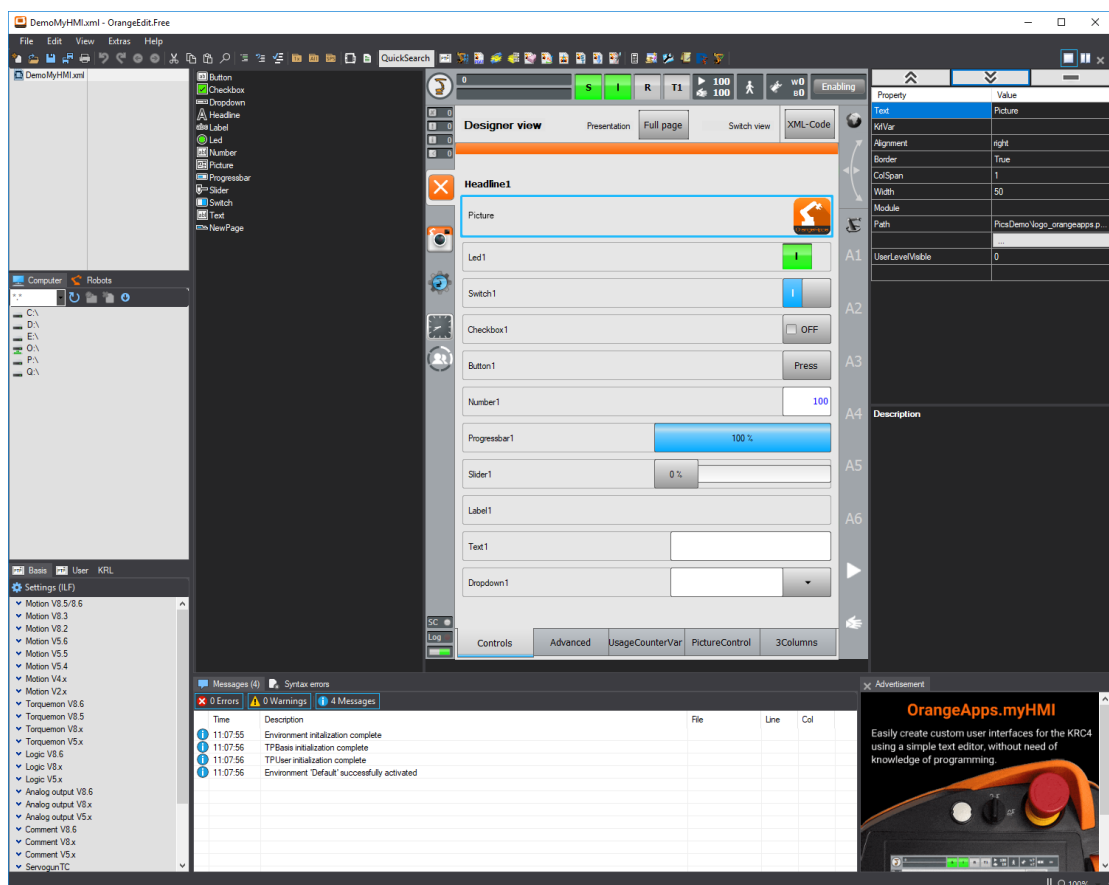 DemoMyHMI.xml - OrangeEdit.Free
File Edit View Extras Help
QuickSearch
DemoMyHMI.xml
Button
Checkbox
Dropdown
Headline
Label
Led
Number
Picture
Progressbar
Slider
Switch
Text
NewPage
Computer Robots
*.*
C:\
D:\
E:\
O:\
P:\
Q:\
Basis User KRL
Settings (ILF)
Motion V8.5/8.6
Motion V8.3
Motion V8.2
Motion V5.6
Motion V5.5
Motion V5.4
Motion V4.x
Motion V2.x
Torquemon V8.6
Torquemon V8.5
Torquemon V8.x
Torquemon V5.x
Logic V8.6
Logic V8.x
Logic V5.x
Analog output V8.6
Analog output V8.x
Analog output V5.x
Comment V8.6
Comment V8.x
Comment V5.x
ServogunTC
0 S I R T1 100 100 W0 B0 Enabling
0
0
0
0
Designer view Presentation Full page Switch view XML-Code
Headline1
Picture
Led1 I
Switch1 I
Checkbox1 OFF
Button1 Press
Number1 100
Progressbar1 100 %
Slider1 0 %
Label1
Text1
Dropdown1
A1
A2
A3
A4
A5
A6
SC
Log
Controls Advanced UsageCounterVar PictureControl 3Columns
Property Value
Text Picture
KrlVar
Alignment right
Border True
ColSpan 1
Width 50
Module
Path PicsDemo\logo_orangeapps.p...
...
UserLevelVisible 0
Description
Messages (4) Syntax errors
0 Errors 0 Warnings 4 Messages
Time Description File Line Col
11:07:55 Environment initalization complete
11:07:56 TPBasis initialization complete
11:07:56 TPUser initialization complete
11:07:56 Environment 'Default' successfully activated
Advertisement
OrangeApps.myHMI
Easily create custom user interfaces for the KRC4
using a simple text editor, without need of
knowledge of programming.
100%